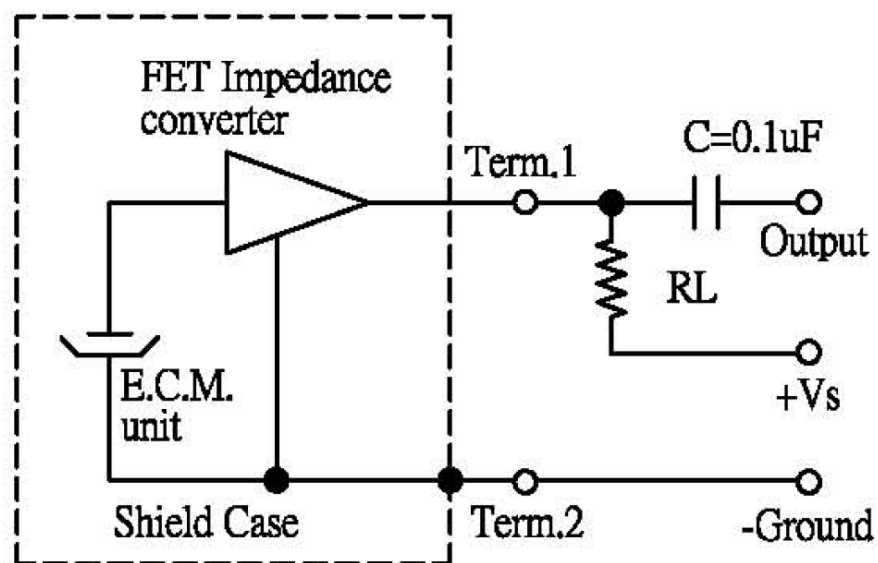 FET Impedance
converter
Term.1
C=0.1uF
Output
RL
+Vs
E.C.M.
unit
Shield Case
Term.2
-Ground